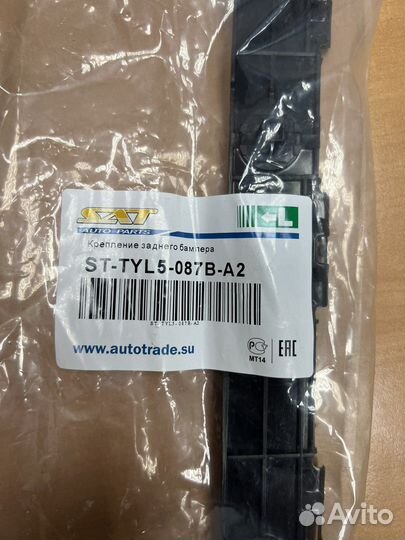 SAT
AUTO PARTS
L
Крепление заднего бампера
ST-TYL5-087B-A2
ST-TYL5-087B-A2
www.autotrade.su
МТ14
EAC
Avito